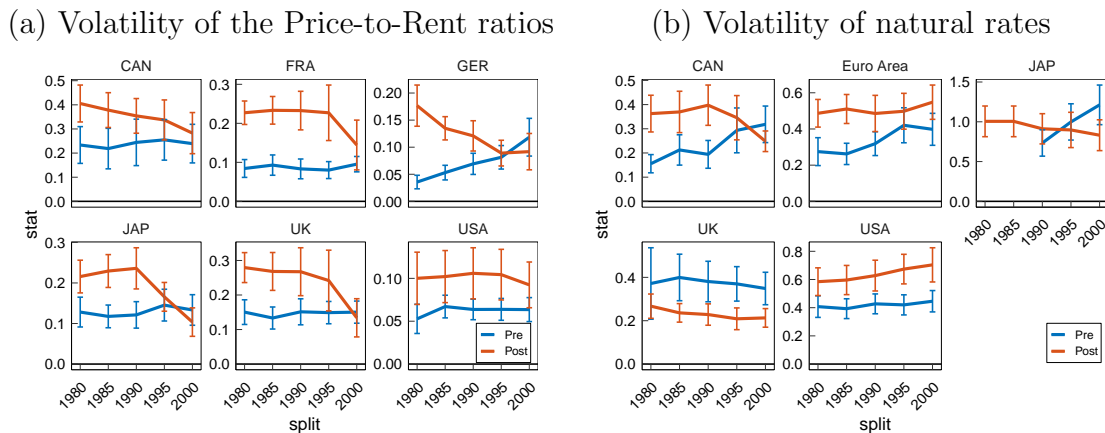 (a) Volatility of the Price-to-Rent ratios
(b) Volatility of natural rates
CAN
FRA
GER
0.5
0.4
0.3
0.2
0.1
0.0
0.3
0.2
0.1
0.0
0.20
0.15
0.10
0.05
0.00
JAP
UK
USA
0.3
0.2
0.1
0.0
0.3
0.2
0.1
0.0
0.10
0.05
0.00
Pre
Post
1980 1985 1990 1995 2000
1980 1985 1990 1995 2000
1980 1985 1990 1995 2000
stat
split
CAN
Euro Area
JAP
0.5
0.4
0.3
0.2
0.1
0.0
0.6
0.4
0.2
0.0
1.5
1.0
0.5
0.0
1980 1985 1990 1995 2000
UK
USA
0.4
0.2
0.0
0.8
0.6
0.4
0.2
0.0
Pre
Post
1980 1985 1990 1995 2000
1980 1985 1990 1995 2000
stat
split